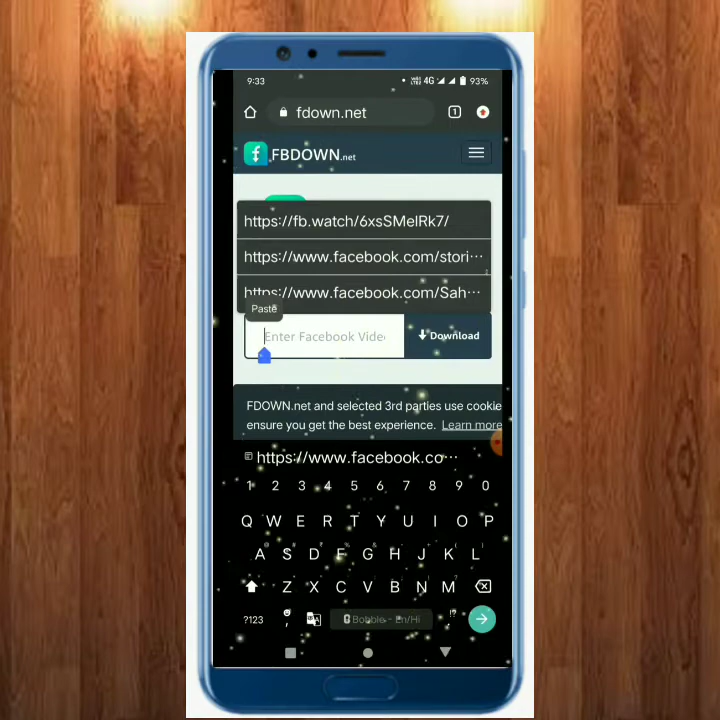 9:33 4G 93%
fdown.net 1
FBDOWN.net
https://fb.watch/6xsSMelRk7/
https://www.facebook.com/stori···
https://www.facebook.com/Sah···
Paste
Enter Facebook Vide
Download
FDOWN.net and selected 3rd parties use cookie
ensure you get the best experience. Learn more
https://www.facebook.co···
1 2 3 4 5 6 7 8 9 0
Q W E R T Y U I O P
A S D F G H J K L
Z X C V B N M
?123 , Bobble - En/Hi !?